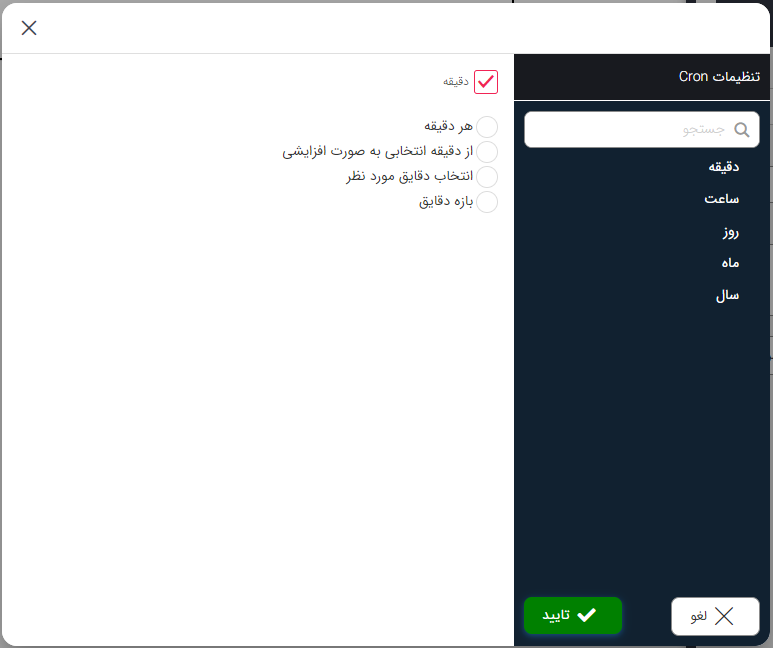 تنظیمات Cron
جستجو
دقیقه
ساعت
روز
ماه
سال
لغو
تایید
دقیقه
هر دقیقه
از دقیقه انتخابی به صورت افزایشی
انتخاب دقایق مورد نظر
بازه دقایق